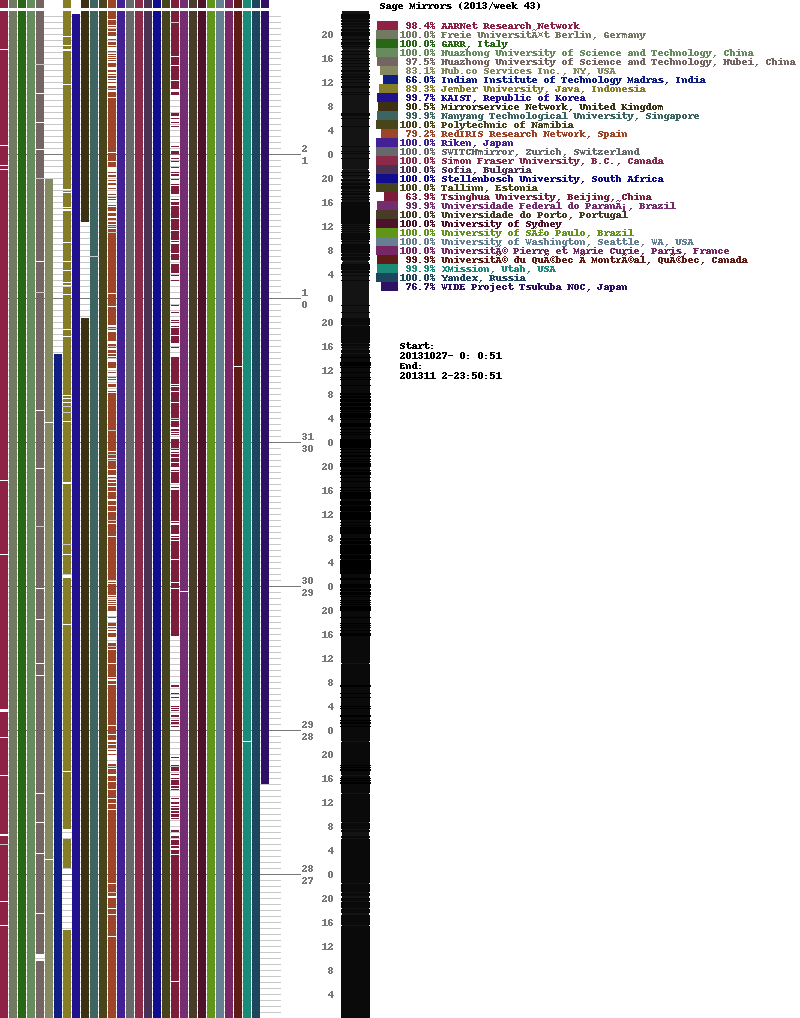 Sage Mirrors (2013/week 43)
98.4% AARNet Research Network
100.0% Freie UniversitÃ¤t Berlin, Germany
100.0% GARR, Italy
100.0% Huazhong University of Science and Technology, China
97.5% Huazhong University of Science and Technology, Hubei, China
83.1% Hub.co Services Inc., NY, USA
66.0% Indian Institute of Technology Madras, India
89.3% Jember University, Java, Indonesia
99.7% KAIST, Republic of Korea
90.5% Mirrorservice Network, United Kingdom
99.9% Nanyang Technological University, Singapore
100.0% Polytechnic of Namibia
79.2% RedIRIS Research Network, Spain
100.0% Riken, Japan
100.0% SWITCHmirror, Zurich, Switzerland
100.0% Simon Fraser University, B.C., Canada
100.0% Sofia, Bulgaria
100.0% Stellenbosch University, South Africa
100.0% Tallinn, Estonia
63.9% Tsinghua University, Beijing, China
99.9% Universidade Federal do ParanÃ¡, Brazil
100.0% Universidade do Porto, Portugal
100.0% University of Sydney
100.0% University of SÃ£o Paulo, Brazil
100.0% University of Washington, Seattle, WA, USA
100.0% UniversitÃ© Pierre et Marie Curie, Paris, France
99.9% UniversitÃ© du QuÃ©bec A MontrÃ©al, QuÃ©bec, Canada
99.9% XMission, Utah, USA
100.0% Yandex, Russia
76.7% WIDE Project Tsukuba NOC, Japan
Start:
20131027- 0: 0:51
End:
201311 2-23:50:51
20
16
12
8
4
2
0
1
20
16
12
8
4
1
0
0
20
16
12
8
4
31
0
30
20
16
12
8
4
30
0
29
20
16
12
8
4
29
0
28
20
16
12
8
4
28
0
27
20
16
12
8
4